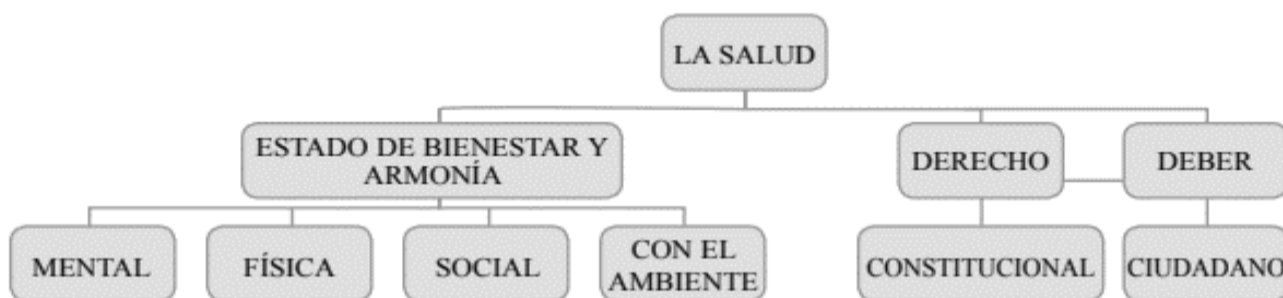 LA SALUD
ESTADO DE BIENESTAR Y
ARMONÍA
DERECHO
DEBER
MENTAL
FÍSICA
SOCIAL
CON EL
AMBIENTE
CONSTITUCIONAL
CIUDADANO